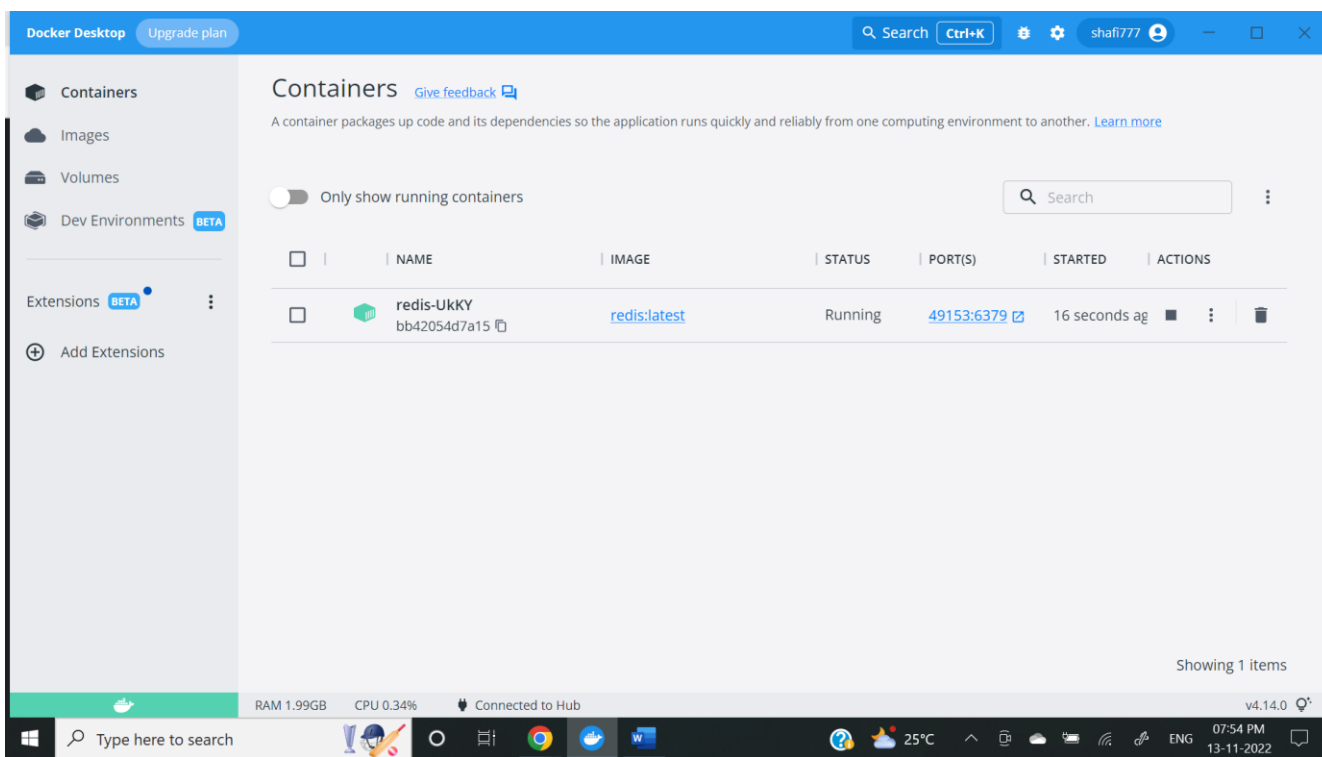 Docker Desktop Upgrade plan Search Ctrl+K shafi777
Containers
Images
Volumes
Dev Environments BETA
Extensions BETA
Add Extensions
Containers Give feedback
A container packages up code and its dependencies so the application runs quickly and reliably from one computing environment to another. Learn more
Only show running containers Search
NAME IMAGE STATUS PORT(S) STARTED ACTIONS
redis-UkKY redis:latest Running 49153:6379 16 seconds ag
bb42054d7a15
Showing 1 items
RAM 1.99GB CPU 0.34% Connected to Hub v4.14.0
Type here to search 25°C ENG 07:54 PM
13-11-2022